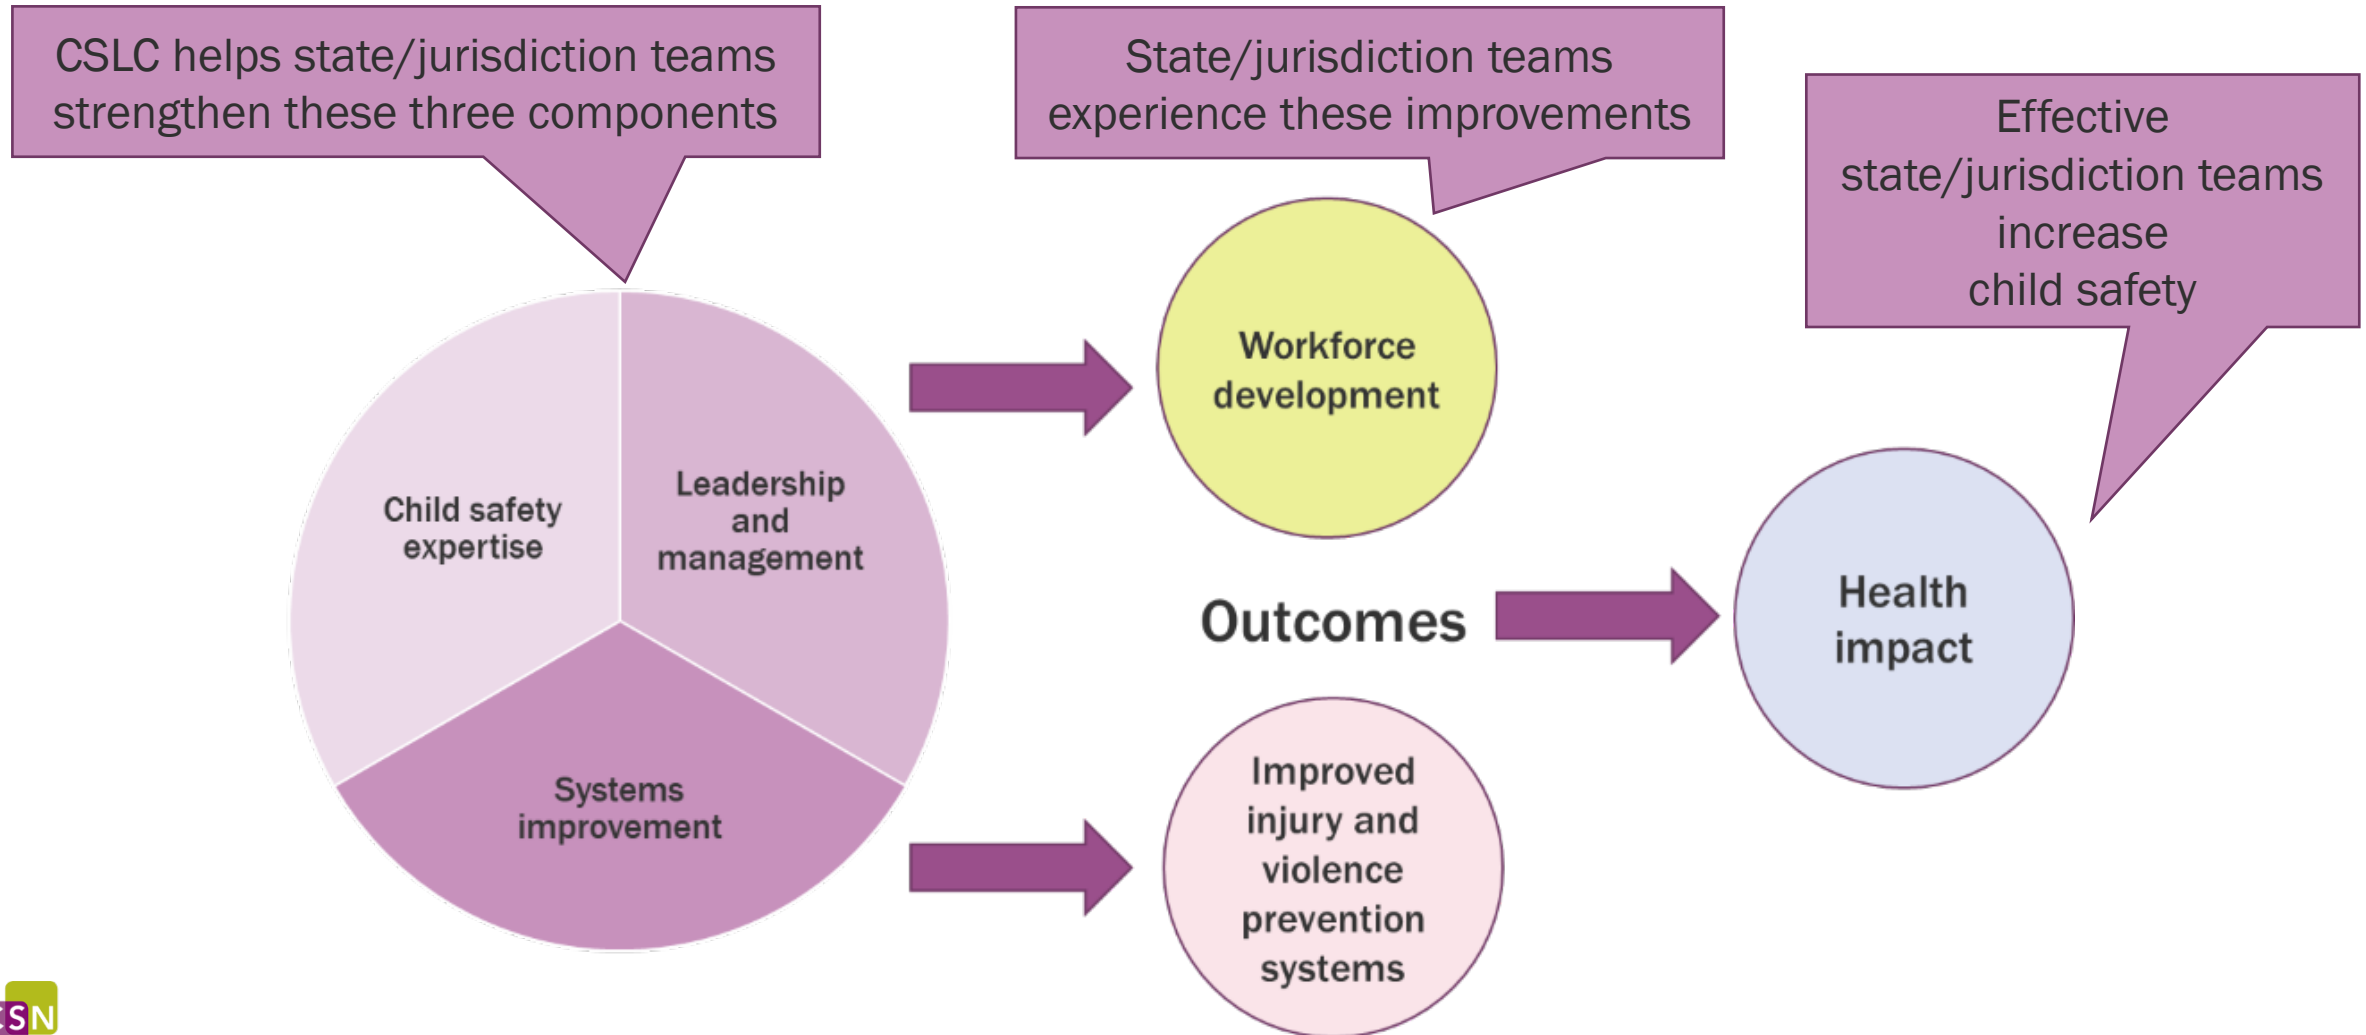 CSLC helps state/jurisdiction teams
strengthen these three components
State/jurisdiction teams
experience these improvements
Effective
state/jurisdiction teams
increase
child safety
Child safety
expertise
Leadership
and
management
Systems
improvement
Workforce
development
Outcomes
Improved
injury and
violence
prevention
systems
Health
impact
CSN